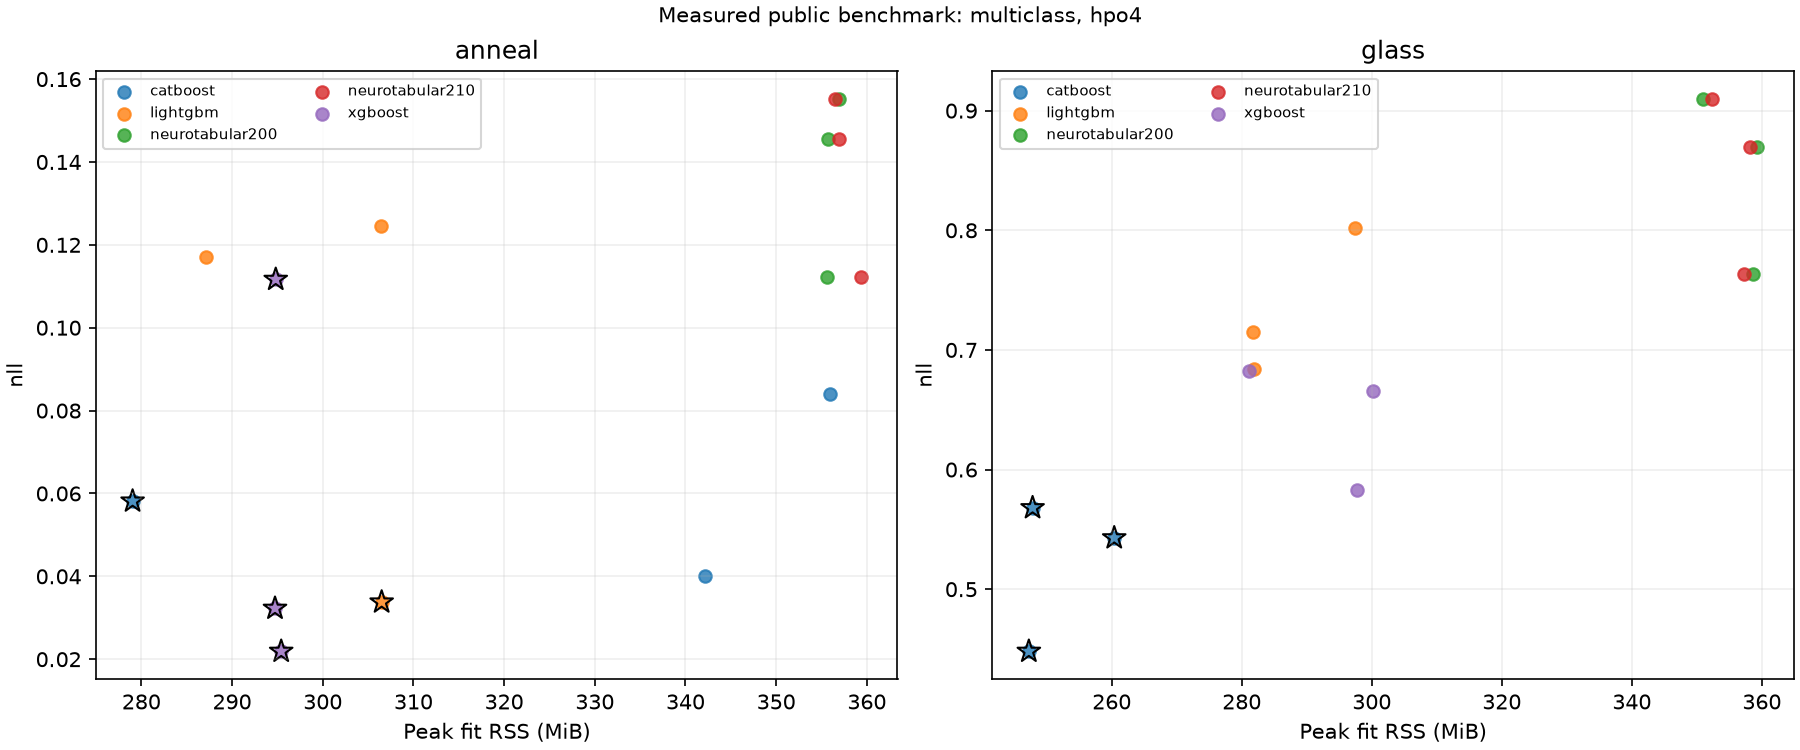 Measured public benchmark: multiclass, hpo4
anneal
catboost
lightgbm
neurotabular200
neurotabular210
xgboost
0.16
0.14
0.12
0.10
0.08
0.06
0.04
0.02
nll
280 290 300 310 320 330 340 350 360
Peak fit RSS (MiB)
glass
catboost
lightgbm
neurotabular200
neurotabular210
xgboost
0.9
0.8
0.7
0.6
0.5
nll
260 280 300 320 340 360
Peak fit RSS (MiB)